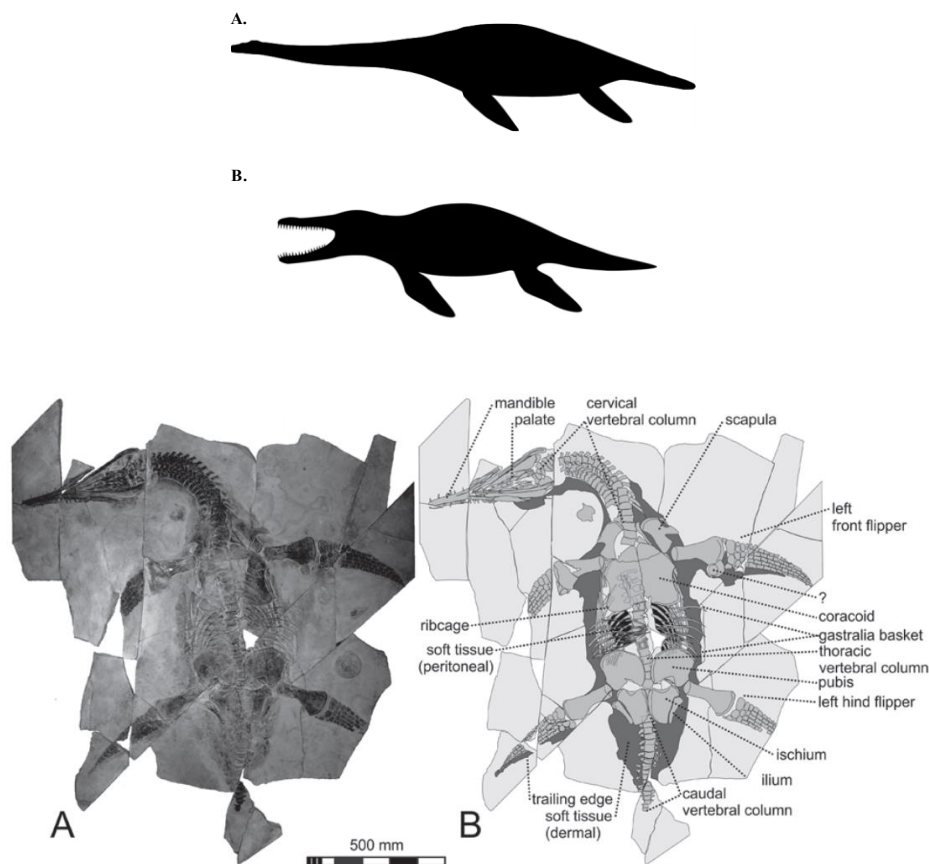 A.
B.
mandible
palate
cervical
vertebral column
scapula
left
front flipper
?
coracoid
ribcage
gastralia basket
soft tissue
(peritoneal)
thoracic
vertebral column
pubis
left hind flipper
ischium
ilium
trailing edge
soft tissue
(dermal)
caudal
vertebral column
A
B
500 mm